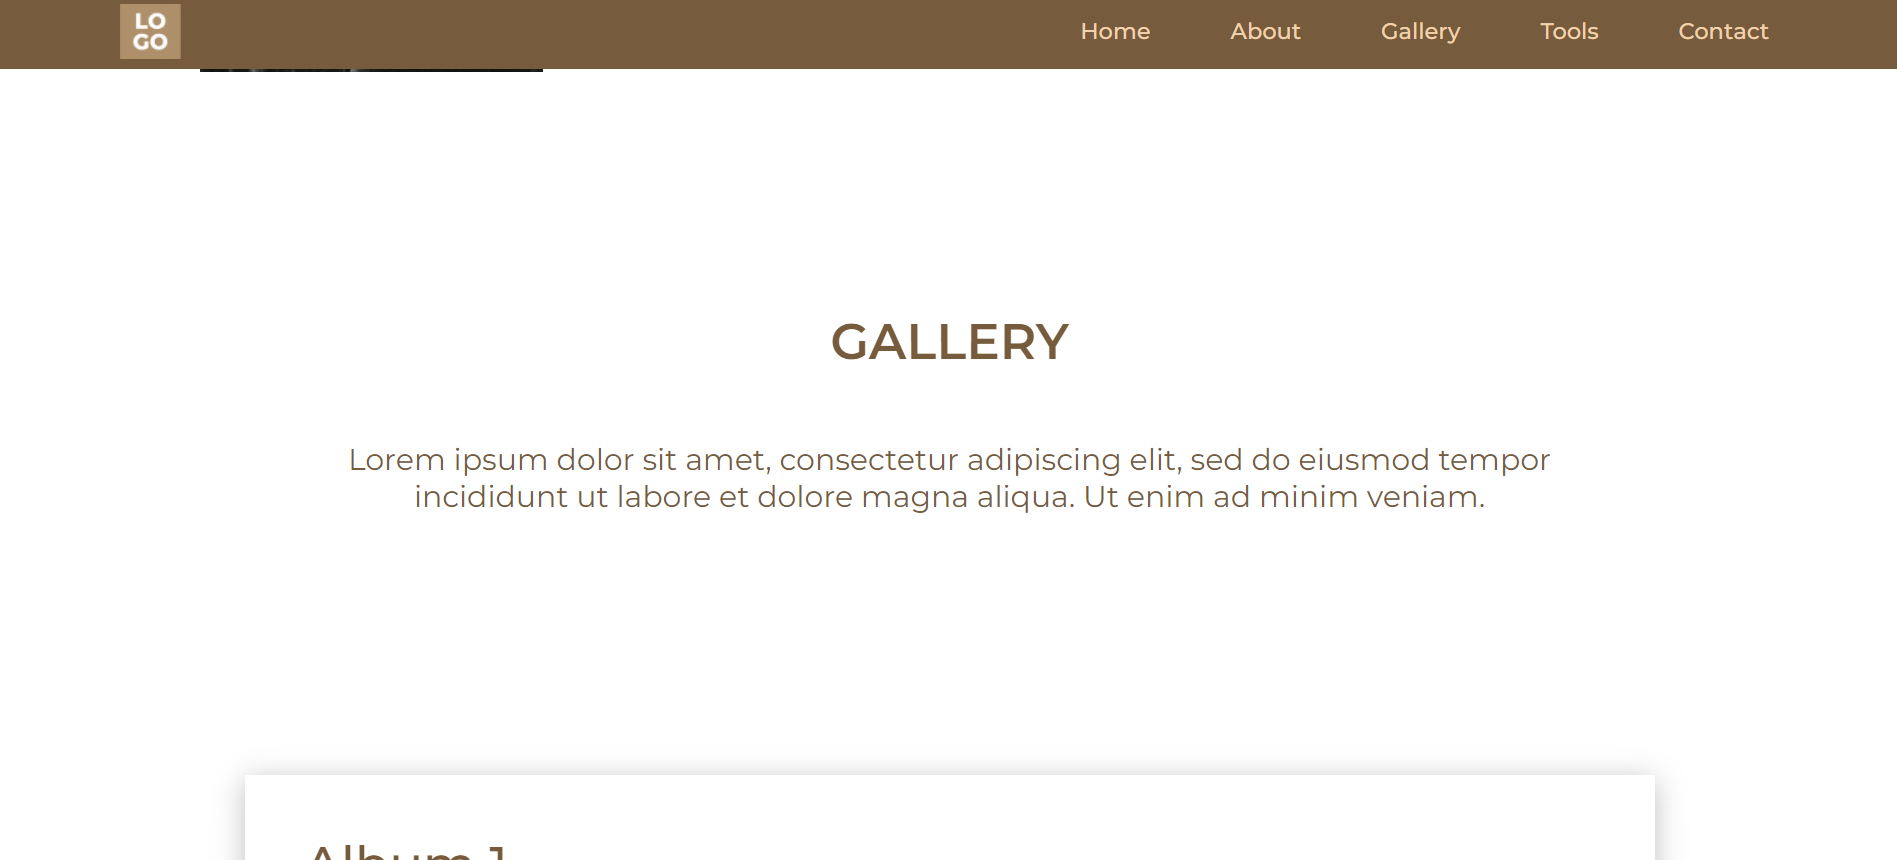 LO
GO
Home About Gallery Tools Contact
GALLERY
Lorem ipsum dolor sit amet, consectetur adipiscing elit, sed do eiusmod tempor
incididunt ut labore et dolore magna aliqua. Ut enim ad minim veniam.
Album 1